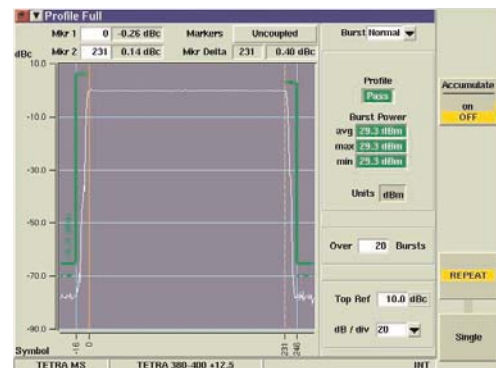 Profile Full
Mkr 1 0 -0.26 dBc Markers Uncoupled Burst Normal
dBc Mkr 2 231 0.14 dBc Mkr Delta 231 0.40 dBc
10.0
-10.0
-30.0
-50.0
-70.0
-90.0
Symbol
-16
0
231
246
Profile
Pass
Burst Power
avg 29.3 dBm
max 29.3 dBm
min 29.3 dBm
Units dBm
Over 20 Bursts
Top Ref 10.0 dBc
dB / div 20
Accumulate
on
OFF
REPEAT
Single
TETRA MS TETRA 380-400 +12.5 INT